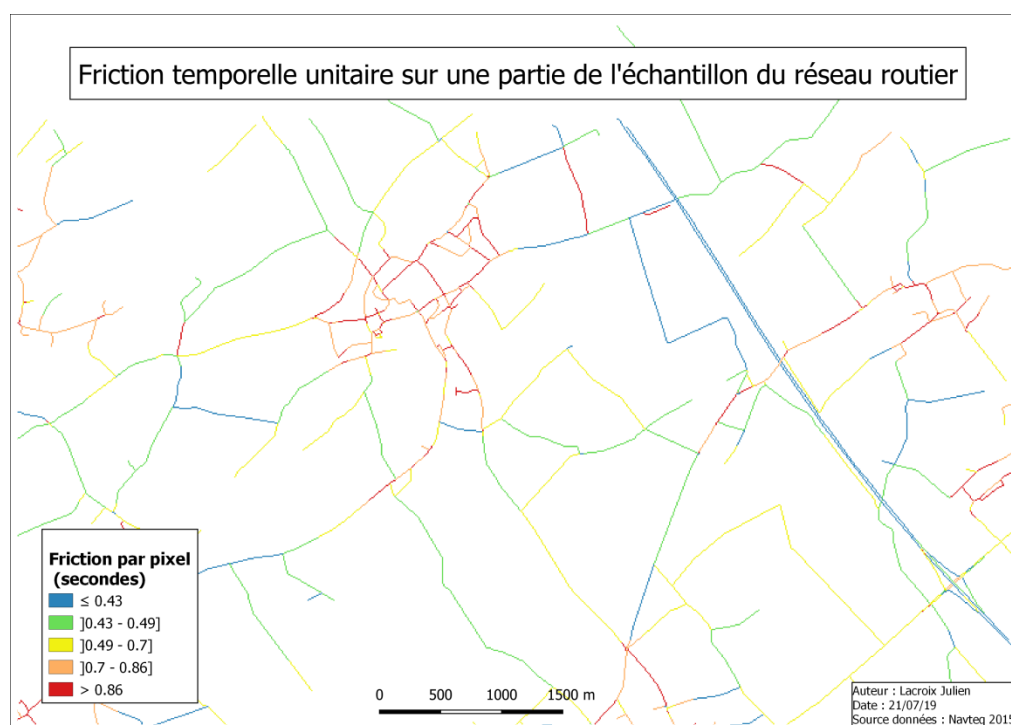 Friction temporelle unitaire sur une partie de l'échantillon du réseau routier
Friction par pixel
(secondes)
≤ 0.43
]0.43 - 0.49]
]0.49 - 0.7]
]0.7 - 0.86]
> 0.86
0 500 1000 1500 m
Auteur : Lacroix Julien
Date : 21/07/19
Source données : Navteq 2015